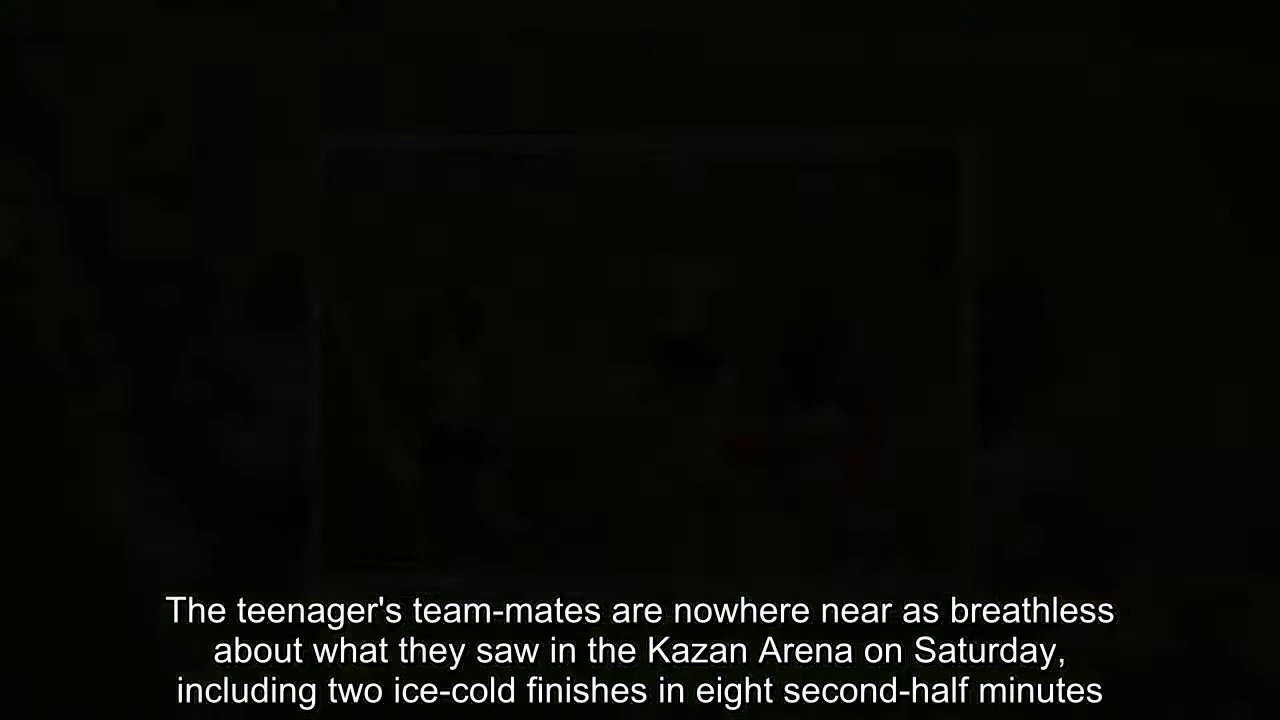 The teenager's team-mates are nowhere near as breathless
about what they saw in the Kazan Arena on Saturday,
including two ice-cold finishes in eight second-half minutes